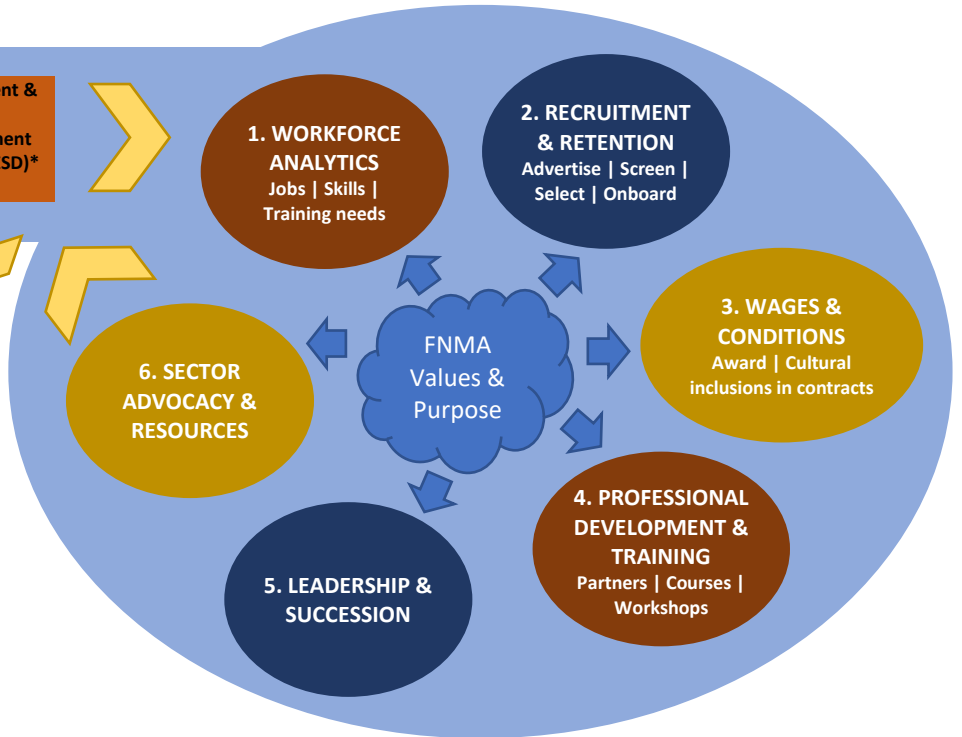 nt &
ment
SD)*
1. WORKFORCE
ANALYTICS
Jobs | Skills |
Training needs
2. RECRUITMENT
& RETENTION
Advertise | Screen |
Select | Onboard
3. WAGES &
CONDITIONS
Award | Cultural
inclusions in contracts
FNMA
Values &
Purpose
6. SECTOR
ADVOCACY &
RESOURCES
4. PROFESSIONAL
DEVELOPMENT &
TRAINING
Partners | Courses |
Workshops
5. LEADERSHIP &
SUCCESSION